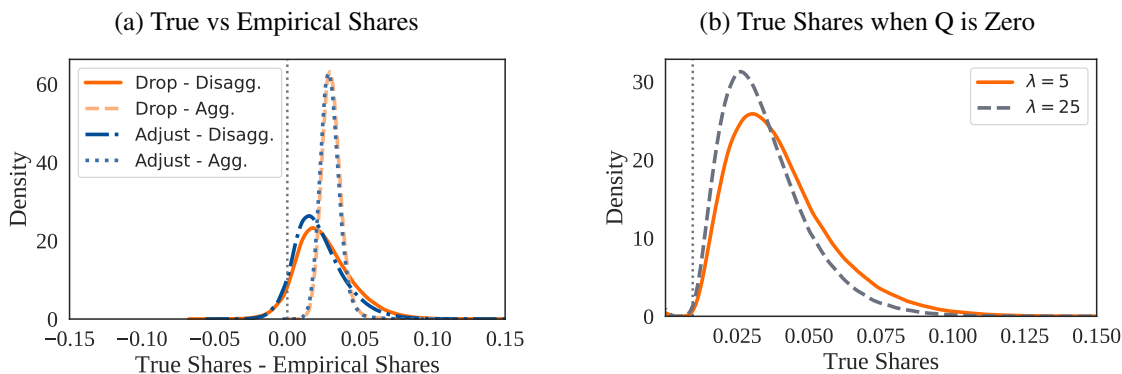 (a) True vs Empirical Shares
60
40
20
0
Density
Drop - Disagg.
Drop - Agg.
Adjust - Disagg.
Adjust - Agg.
−0.15 −0.10 −0.05 0.00 0.05 0.10 0.15
True Shares - Empirical Shares
(b) True Shares when Q is Zero
30
20
10
0
Density
λ = 5
λ = 25
0.025 0.050 0.075 0.100 0.125 0.150
True Shares